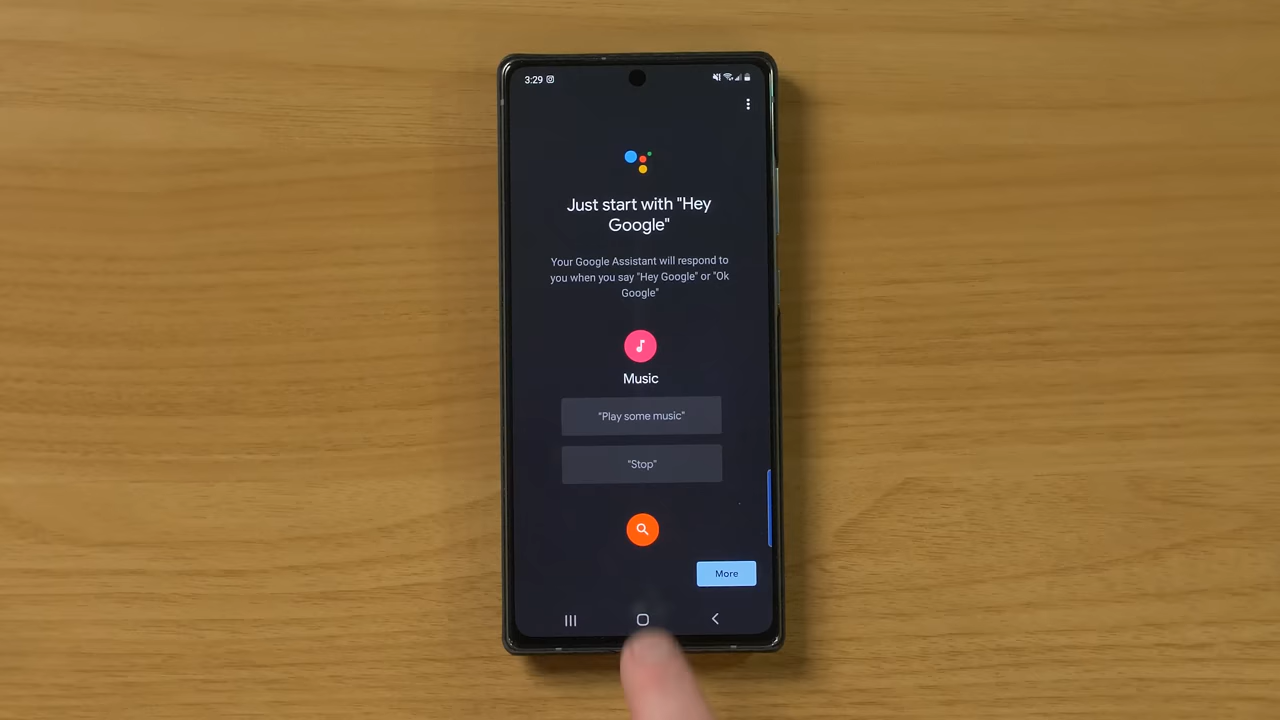 3:29
Just start with "Hey
Google"
Your Google Assistant will respond to
you when you say "Hey Google" or "Ok
Google"
Music
"Play some music"
"Stop"
More